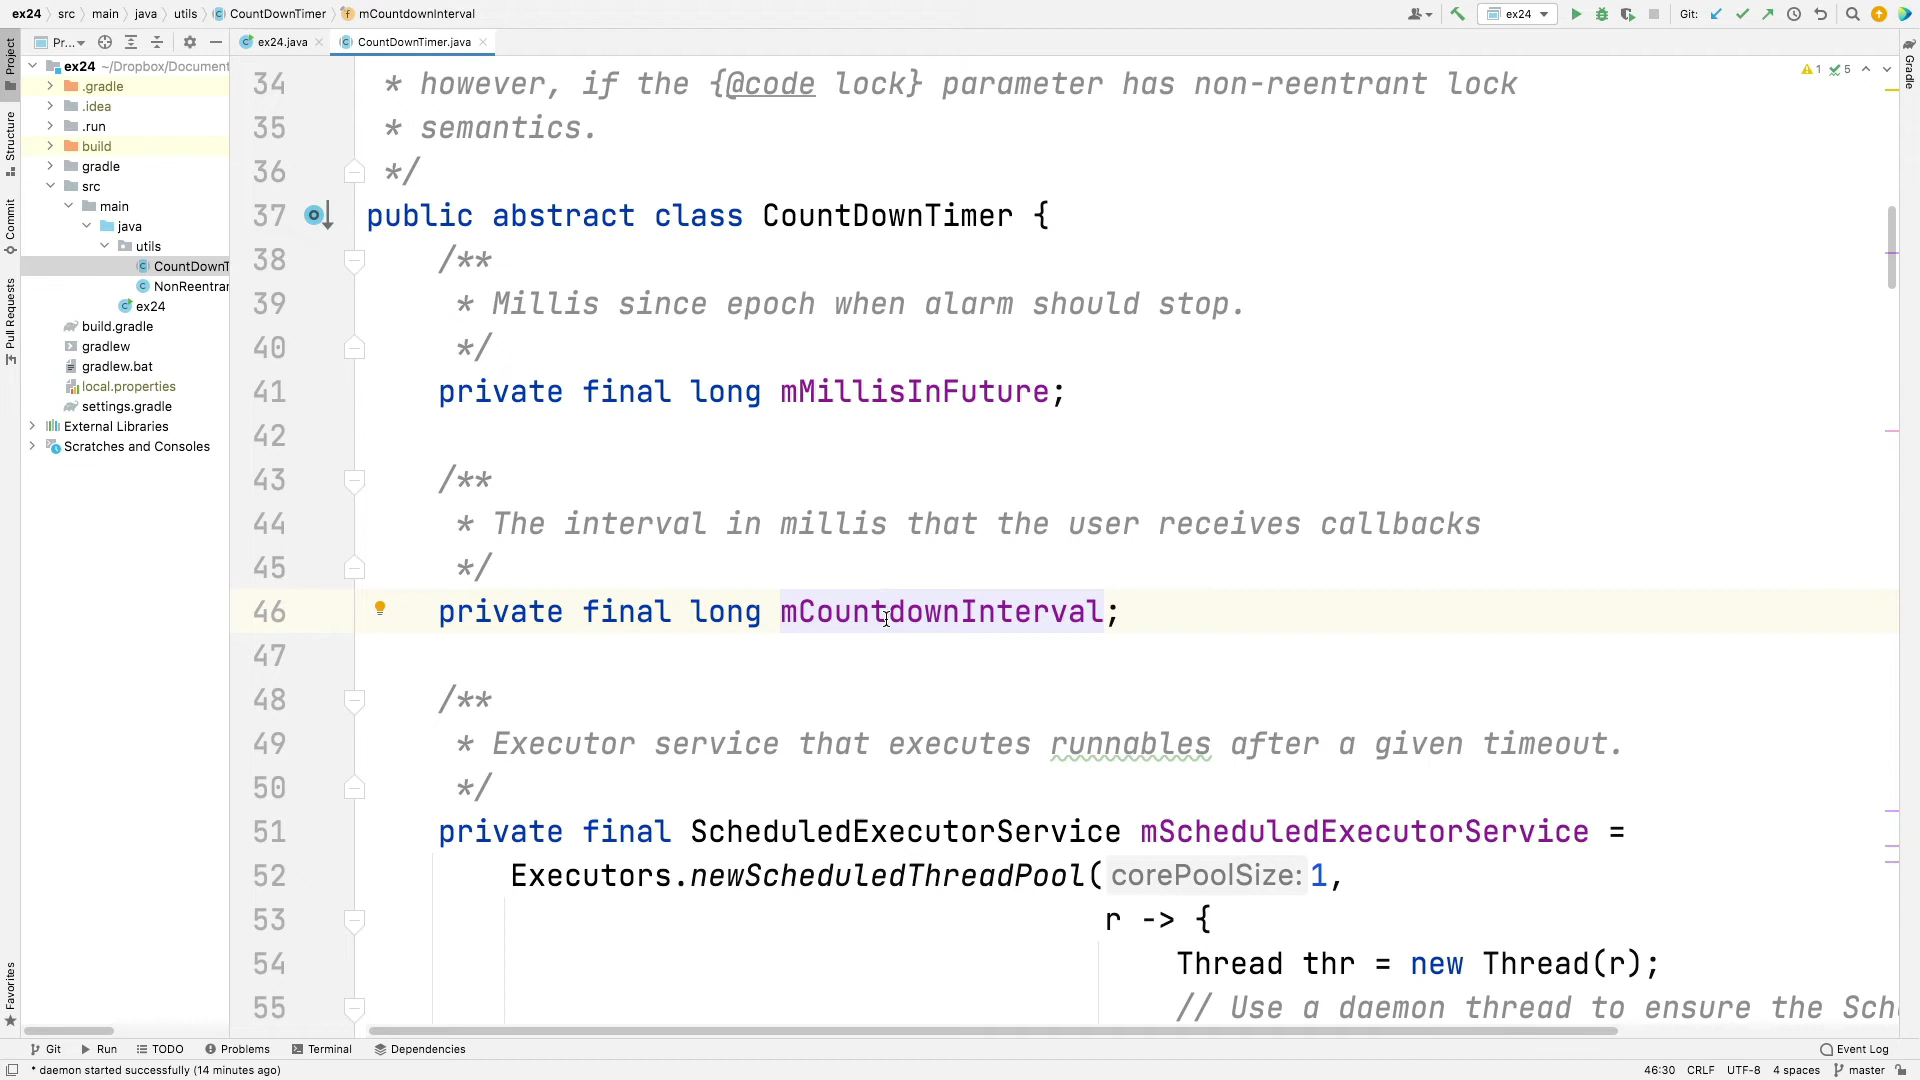 ex24 src main java utils CountDownTimer mCountdownInterval ex24 Git:
Pr... ex24.java CountDownTimer.java
Project
Structure
Commit
Pull Requests
Favorites
Gradle
ex24 ~/Dropbox/Document
.gradle
.idea
.run
build
gradle
src
main
java
utils
CountDownT
NonReentran
ex24
build.gradle
gradlew
gradlew.bat
local.properties
settings.gradle
External Libraries
Scratches and Consoles
1 5
34 * however, if the {@code lock} parameter has non-reentrant lock
35 * semantics.
36 */
37 public abstract class CountDownTimer {
38 /**
39 * Millis since epoch when alarm should stop.
40 */
41 private final long mMillisInFuture;
42
43 /**
44 * The interval in millis that the user receives callbacks
45 */
46 private final long mCountdownInterval;
47
48 /**
49 * Executor service that executes runnables after a given timeout.
50 */
51 private final ScheduledExecutorService mScheduledExecutorService =
52 Executors.newScheduledThreadPool( corePoolSize: 1,
53 r -> {
54 Thread thr = new Thread(r);
55 // Use a daemon thread to ensure the Sch
Git Run TODO Problems Terminal Dependencies Event Log
* daemon started successfully (14 minutes ago) 46:30 CRLF UTF-8 4 spaces master